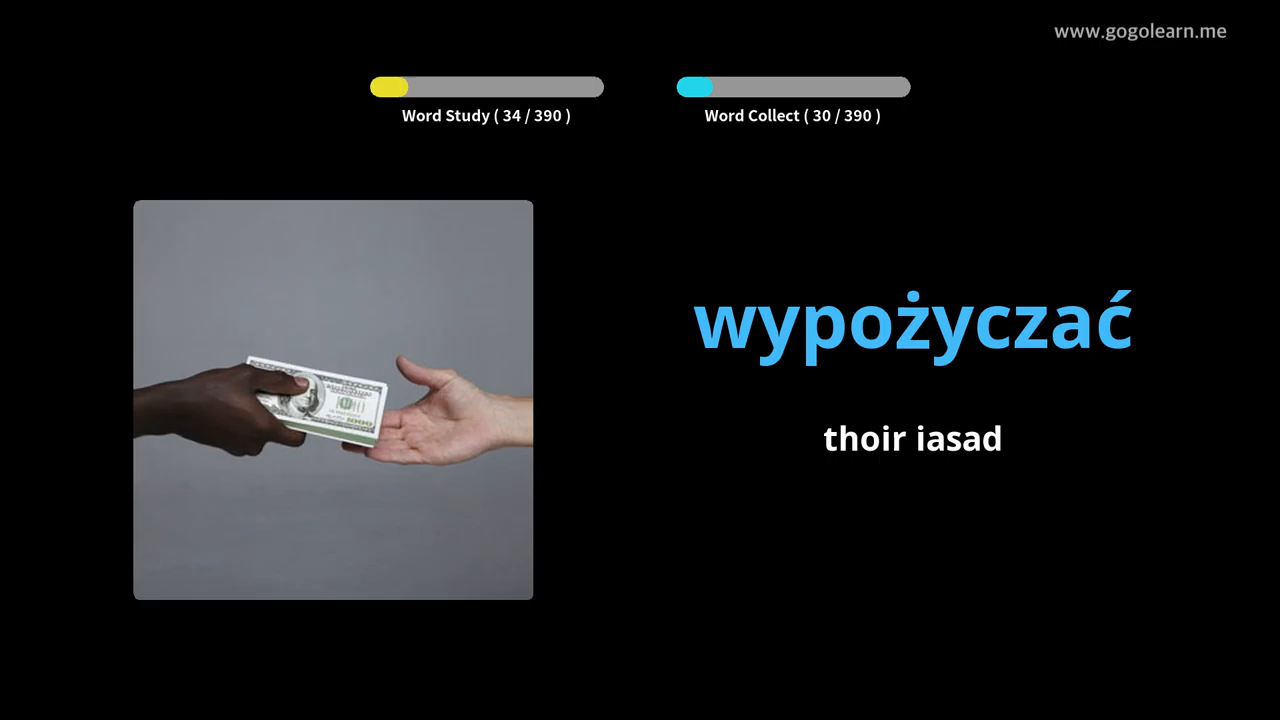 www.gogolearn.me
Word Study ( 34 / 390 )
Word Collect ( 30 / 390 )
wypożyczać
thoir iasad